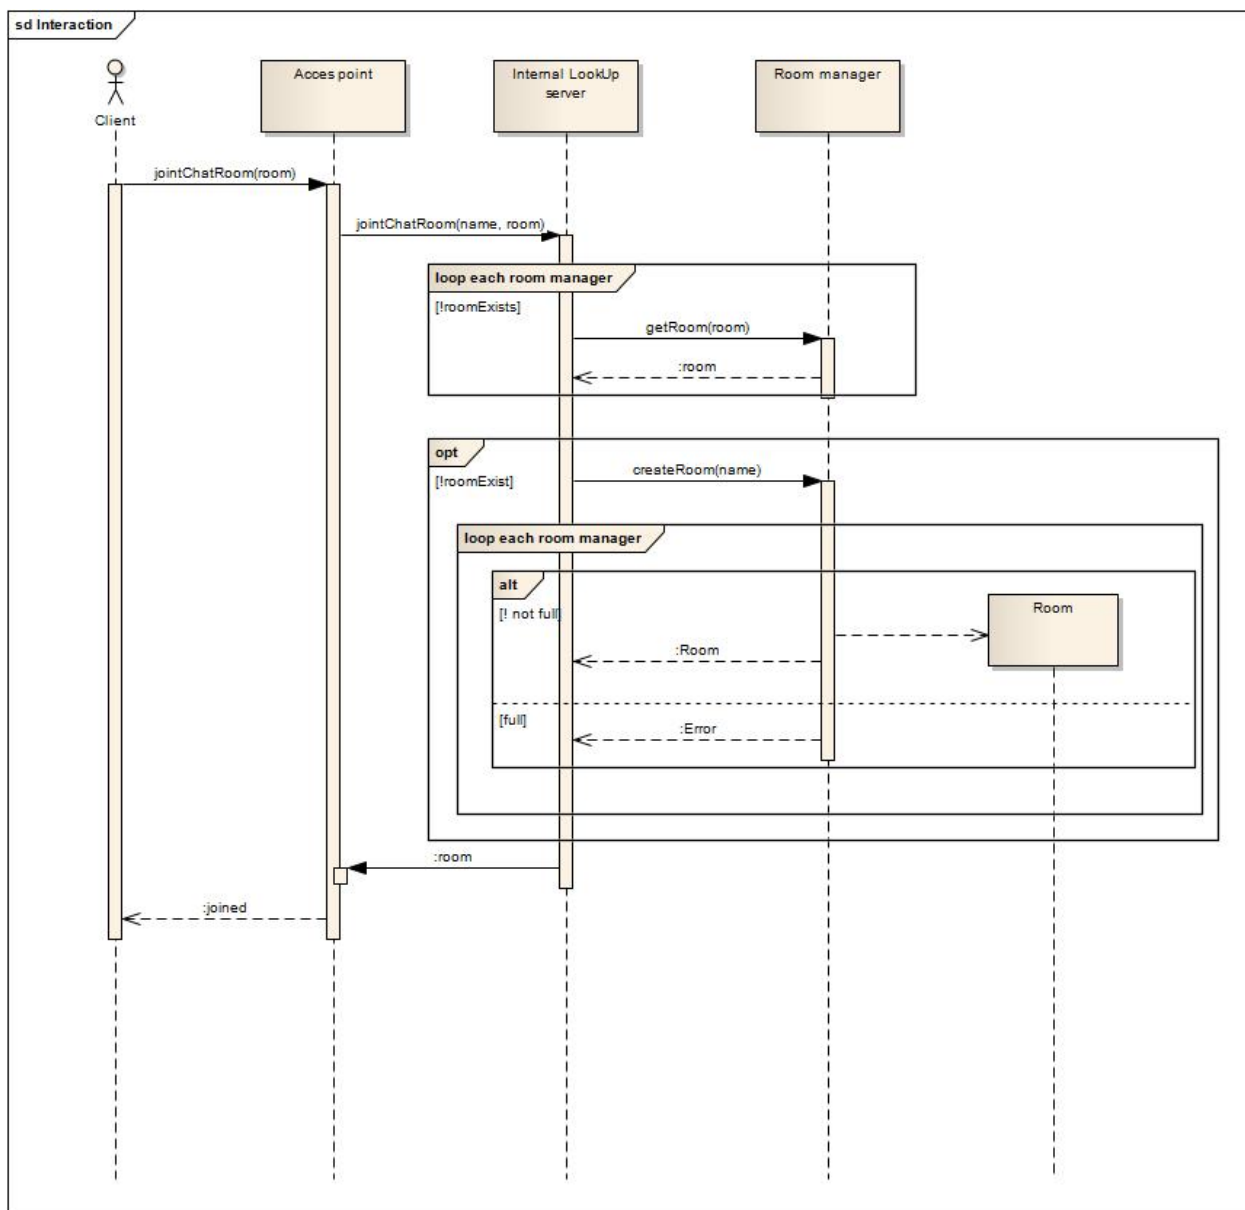 sd Interaction
Client
Acces point
Internal LookUp
server
Room manager
jointChatRoom(room)
jointChatRoom(name, room)
loop each room manager
[!roomExists]
getRoom(room)
:room
opt
[!roomExist]
createRoom(name)
loop each room manager
alt
[! not full]
Room
:Room
[full]
:Error
:room
:joined